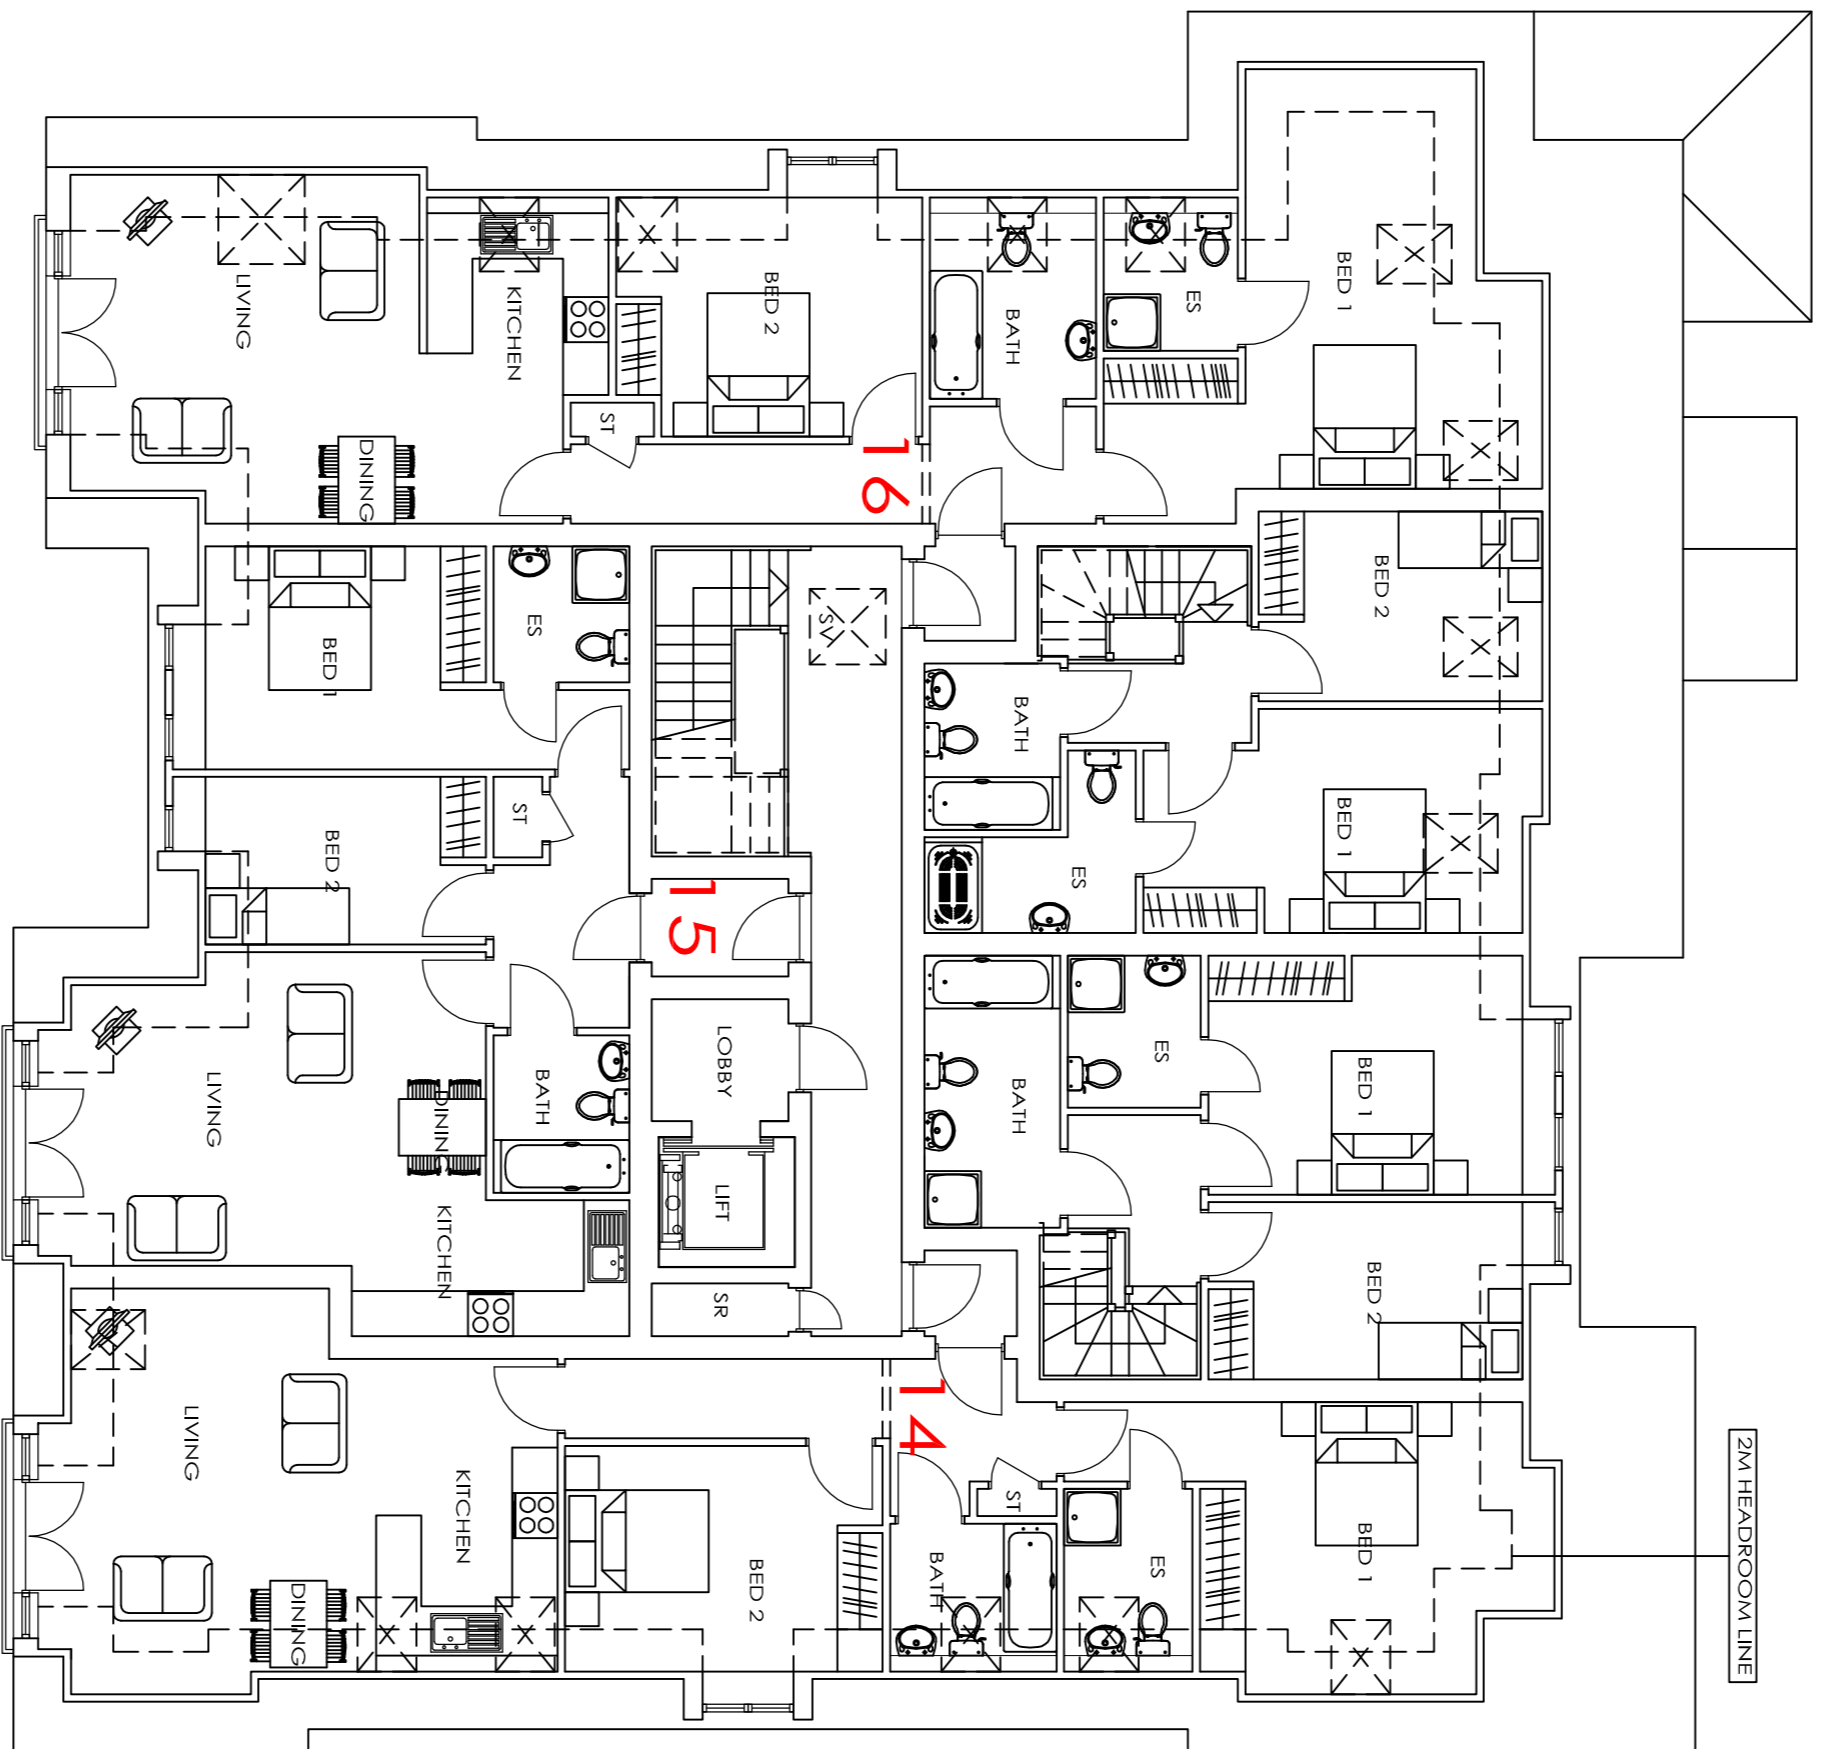 BED 1
ES
BATH
BED 2
KITCHEN
LIVING
ST
DINING
16
BED 2
BED 1
BATH
ES
SV
ES
BED 1
ST
BED 2
15
LOBBY
LIFT
SR
BATH
DINING
LIVING
KITCHEN
BED 1
ES
BATH
BED 2
14
ST
BED 1
ES
BATH
BED 2
KITCHEN
LIVING
DINING
2M HEADROOM LINE